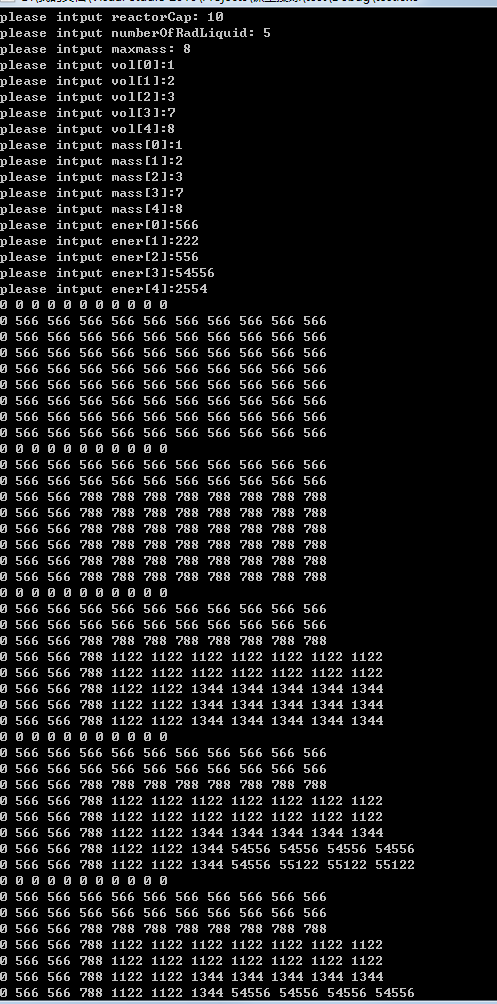 please intput reactorCap: 10
please intput numberOfRadLiquid: 5
please intput maxmass: 8
please intput vol[0]:1
please intput vol[1]:2
please intput vol[2]:3
please intput vol[3]:7
please intput vol[4]:8
please intput mass[0]:1
please intput mass[1]:2
please intput mass[2]:3
please intput mass[3]:7
please intput mass[4]:8
please intput ener[0]:566
please intput ener[1]:222
please intput ener[2]:556
please intput ener[3]:54556
please intput ener[4]:2554
0 0 0 0 0 0 0 0 0 0 0
0 566 566 566 566 566 566 566 566 566 566
0 566 566 566 566 566 566 566 566 566 566
0 566 566 566 566 566 566 566 566 566 566
0 566 566 566 566 566 566 566 566 566 566
0 566 566 566 566 566 566 566 566 566 566
0 566 566 566 566 566 566 566 566 566 566
0 566 566 566 566 566 566 566 566 566 566
0 566 566 566 566 566 566 566 566 566 566
0 0 0 0 0 0 0 0 0 0 0
0 566 566 566 566 566 566 566 566 566 566
0 566 566 566 566 566 566 566 566 566 566
0 566 566 788 788 788 788 788 788 788 788
0 566 566 788 788 788 788 788 788 788 788
0 566 566 788 788 788 788 788 788 788 788
0 566 566 788 788 788 788 788 788 788 788
0 566 566 788 788 788 788 788 788 788 788
0 566 566 788 788 788 788 788 788 788 788
0 0 0 0 0 0 0 0 0 0 0
0 566 566 566 566 566 566 566 566 566 566
0 566 566 566 566 566 566 566 566 566 566
0 566 566 788 788 788 788 788 788 788 788
0 566 566 788 1122 1122 1122 1122 1122 1122 1122
0 566 566 788 1122 1122 1122 1122 1122 1122 1122
0 566 566 788 1122 1122 1344 1344 1344 1344 1344
0 566 566 788 1122 1122 1344 1344 1344 1344 1344
0 566 566 788 1122 1122 1344 1344 1344 1344 1344
0 0 0 0 0 0 0 0 0 0 0
0 566 566 566 566 566 566 566 566 566 566
0 566 566 566 566 566 566 566 566 566 566
0 566 566 788 788 788 788 788 788 788 788
0 566 566 788 1122 1122 1122 1122 1122 1122 1122
0 566 566 788 1122 1122 1122 1122 1122 1122 1122
0 566 566 788 1122 1122 1344 1344 1344 1344 1344
0 566 566 788 1122 1122 1344 54556 54556 54556 54556
0 566 566 788 1122 1122 1344 54556 55122 55122 55122
0 0 0 0 0 0 0 0 0 0 0
0 566 566 566 566 566 566 566 566 566 566
0 566 566 566 566 566 566 566 566 566 566
0 566 566 788 788 788 788 788 788 788 788
0 566 566 788 1122 1122 1122 1122 1122 1122 1122
0 566 566 788 1122 1122 1122 1122 1122 1122 1122
0 566 566 788 1122 1122 1344 1344 1344 1344 1344
0 566 566 788 1122 1122 1344 54556 54556 54556 54556